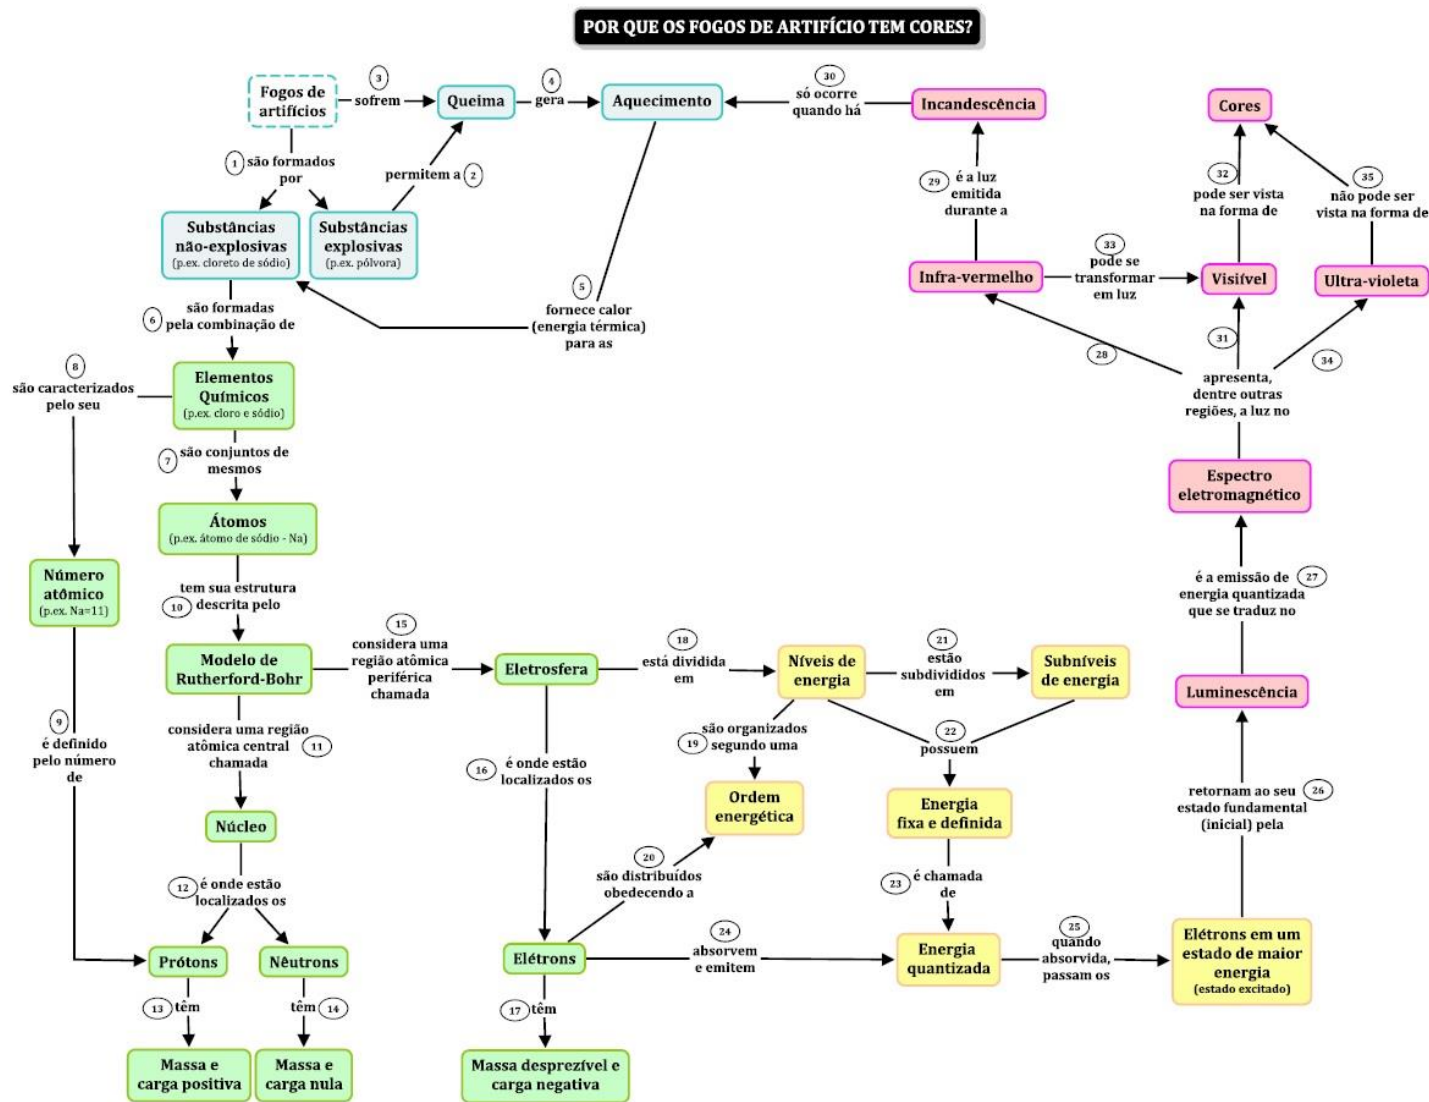 POR QUE OS FOGOS DE ARTIFÍCIO TEM CORES?
Fogos de
artifícios
3
sofrem
Queima
4
gera
Aquecimento
30
só ocorre
quando há
Incandescência
Cores
1
são formados
por
permitem a
2
29
é a luz
emitida
durante a
32
pode ser vista
na forma de
35
não pode ser
vista na forma de
Substâncias
não-explosivas
(p.ex. cloreto de sódio)
Substâncias
explosivas
(p.ex. pólvora)
Infra-vermelho
33
pode se
transformar
em luz
Visiível
Ultra-violeta
5
fornece calor
(energia térmica)
para as
6
são formadas
pela combinação de
28
31
34
apresenta,
dentre outras
regiões, a luz no
8
são caracterizados
pelo seu
Elementos
Químicos
(p.ex. cloro e sódio)
7
são conjuntos de
mesmos
Espectro
eletromagnético
Átomos
(p.ex. átomo de sódio - Na)
Número
atômico
(p.ex. Na=11)
é a emissão de
energia quantizada
que se traduz no
27
10
tem sua estrutura
descrita pelo
Modelo de
Rutherford-Bohr
15
considera uma
região atômica
periférica
chamada
Eletrosfera
18
está dividida
em
Níveis de
energia
21
estão
subdivididos
em
Subníveis
de energia
Luminescência
9
é definido
pelo número
de
considera uma região
atômica central
chamada
11
16
é onde estão
localizados os
19
são organizados
segundo uma
22
possuem
Núcleo
Ordem
energética
Energia
fixa e definida
retornam ao seu
estado fundamental
(inicial) pela
26
12
é onde estão
localizados os
20
são distribuídos
obedecendo a
23
é chamada
de
Prótons
Nêutrons
Elétrons
24
absorvem
e emitem
Energia
quantizada
25
quando
absorvida,
passam os
Elétrons em um
estado de maior
energia
(estado excitado)
13
têm
têm
14
17
têm
Massa e
carga positiva
Massa e
carga nula
Massa desprezível e
carga negativa